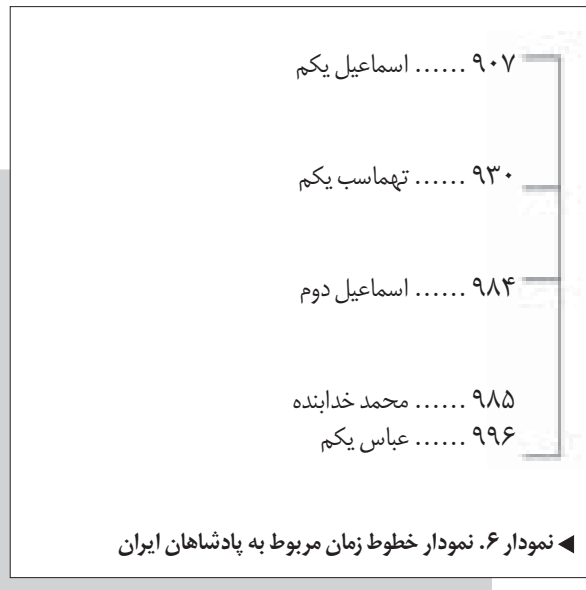 ۹۰۷ ...... اسماعیل یکم
۹۳۰ ...... تهماسب یکم
۹۸۴ ...... اسماعیل دوم
۹۸۵ ...... محمد خدابنده
۹۹۶ ...... عباس یکم
◀ نمودار ۶. نمودار خطوط زمان مربوط به پادشاهان ایران